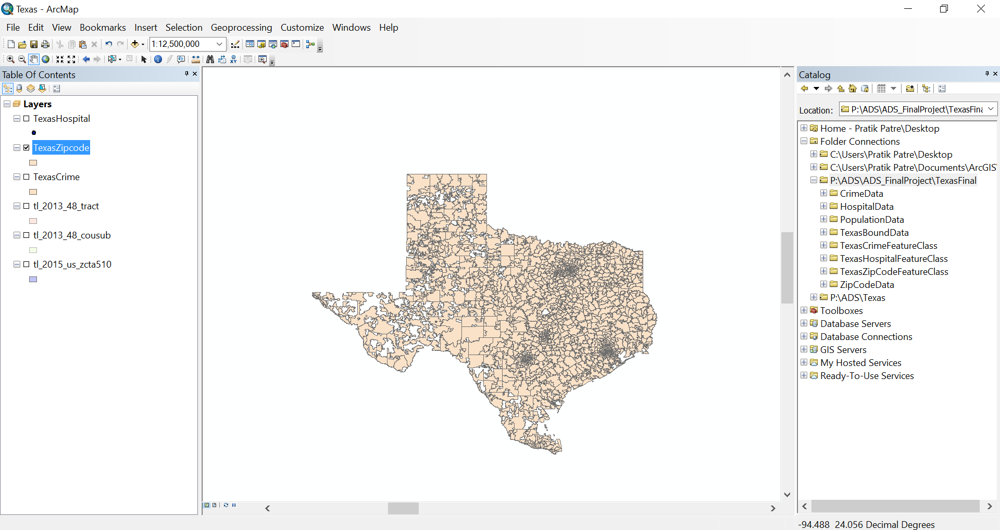 Texas - ArcMap
File Edit View Bookmarks Insert Selection Geoprocessing Customize Windows Help
1:12,500,000
Table Of Contents
Layers
TexasHospital
TexasZipcode
TexasCrime
tl_2013_48_tract
tl_2013_48_cousub
tl_2015_us_zcta510
Catalog
Location: P:\ADS\ADS_FinalProject\TexasFina
Home - Pratik Patre\Desktop
Folder Connections
C:\Users\Pratik Patre\Desktop
C:\Users\Pratik Patre\Documents\ArcGIS
P:\ADS\ADS_FinalProject\TexasFinal
CrimeData
HospitalData
PopulationData
TexasBoundData
TexasCrimeFeatureClass
TexasHospitalFeatureClass
TexasZipCodeFeatureClass
ZipCodeData
P:\ADS\Texas
Toolboxes
Database Servers
Database Connections
GIS Servers
My Hosted Services
Ready-To-Use Services
-94.488 24.056 Decimal Degrees